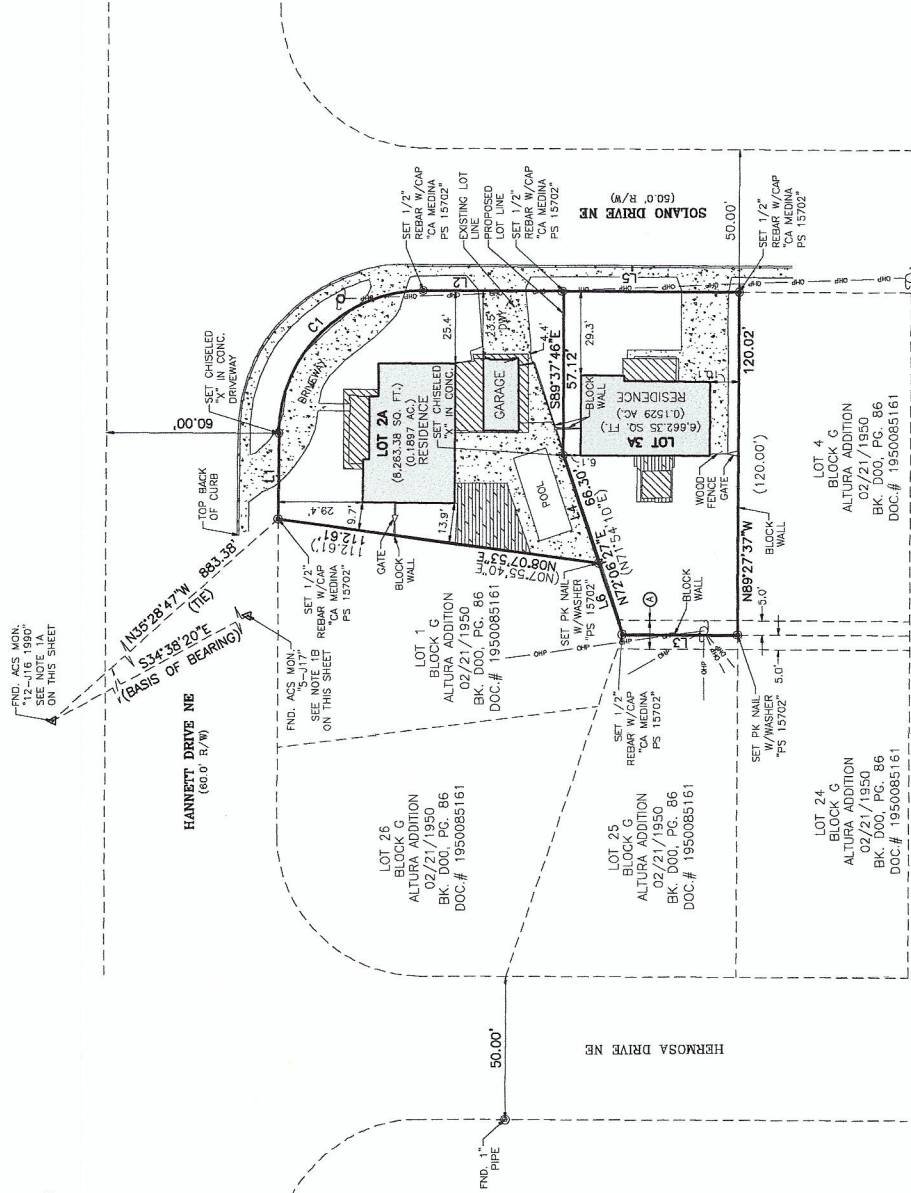 FND. ACS MON.
"12-J16 1990"
SEE NOTE 1A
ON THIS SHEET
N35°28'47"W 883.38'
(TIE)
S34°38'20"E
(BASIS OF BEARING)
FND. ACS MON.
"5-J17"
SEE NOTE 1B
ON THIS SHEET
HANNETT DRIVE NE
(60.0' R/W)
60.00'
TOP BACK
OF CURB
SET CHISELED
"X" IN CONC.
DRIVEWAY
L1
C1
DRIVEWAY
SET 1/2"
REBAR W/CAP
"CA MEDINA
PS 15702"
SET 1/2"
REBAR W/CAP
"CA MEDINA
PS 15702"
EXISTING LOT
LINE
PROPOSED
LOT LINE
SET 1/2"
REBAR W/CAP
"CA MEDINA
PS 15702"
SOLANO DRIVE NE
(50.0' R/W)
50.00'
SET 1/2"
REBAR W/CAP
"CA MEDINA
PS 15702"
L2
L5
OHP
OHP
OHP
OHP
29.4'
9.7'
13.9'
25.4'
23.5'
DWY
4.4'
LOT 2A
(8,263.38 SQ. FT.)
(0.1897 AC.)
RESIDENCE
SET CHISELED
"X" IN CONC.
GARAGE
POOL
GATE
BLOCK
WALL
112.61'
(112.61')
N08°07'53"E
(N07°55'40"E)
S89°37'46"E
57.12'
29.3'
BLOCK
WALL
6.1'
L4
66.30'
N72°06'27"E
(N71°54'10"E)
L6
LOT 3A
(6,662.35 SQ. FT.)
(0.1529 AC.)
RESIDENCE
WOOD
FENCE
GATE
120.02'
(120.00')
N89°27'37"W
BLOCK
WALL
A
BLOCK
WALL
L3
OHP
OHP
OHP
5.0'
5.0'
SET PK NAIL
W/WASHER
"PS 15702"
SET 1/2"
REBAR W/CAP
"CA MEDINA
PS 15702"
SET PK NAIL
W/WASHER
"PS 15702"
LOT 1
BLOCK G
ALTURA ADDITION
02/21/1950
BK. D00, PG. 86
DOC.# 1950085161
LOT 26
BLOCK G
ALTURA ADDITION
02/21/1950
BK. D00, PG. 86
DOC.# 1950085161
LOT 25
BLOCK G
ALTURA ADDITION
02/21/1950
BK. D00, PG. 86
DOC.# 1950085161
LOT 4
BLOCK G
ALTURA ADDITION
02/21/1950
BK. D00, PG. 86
DOC.# 1950085161
LOT 24
BLOCK G
ALTURA ADDITION
02/21/1950
BK. D00, PG. 86
DOC.# 1950085161
HERMOSA DRIVE NE
50.00'
FND. 1"
PIPE